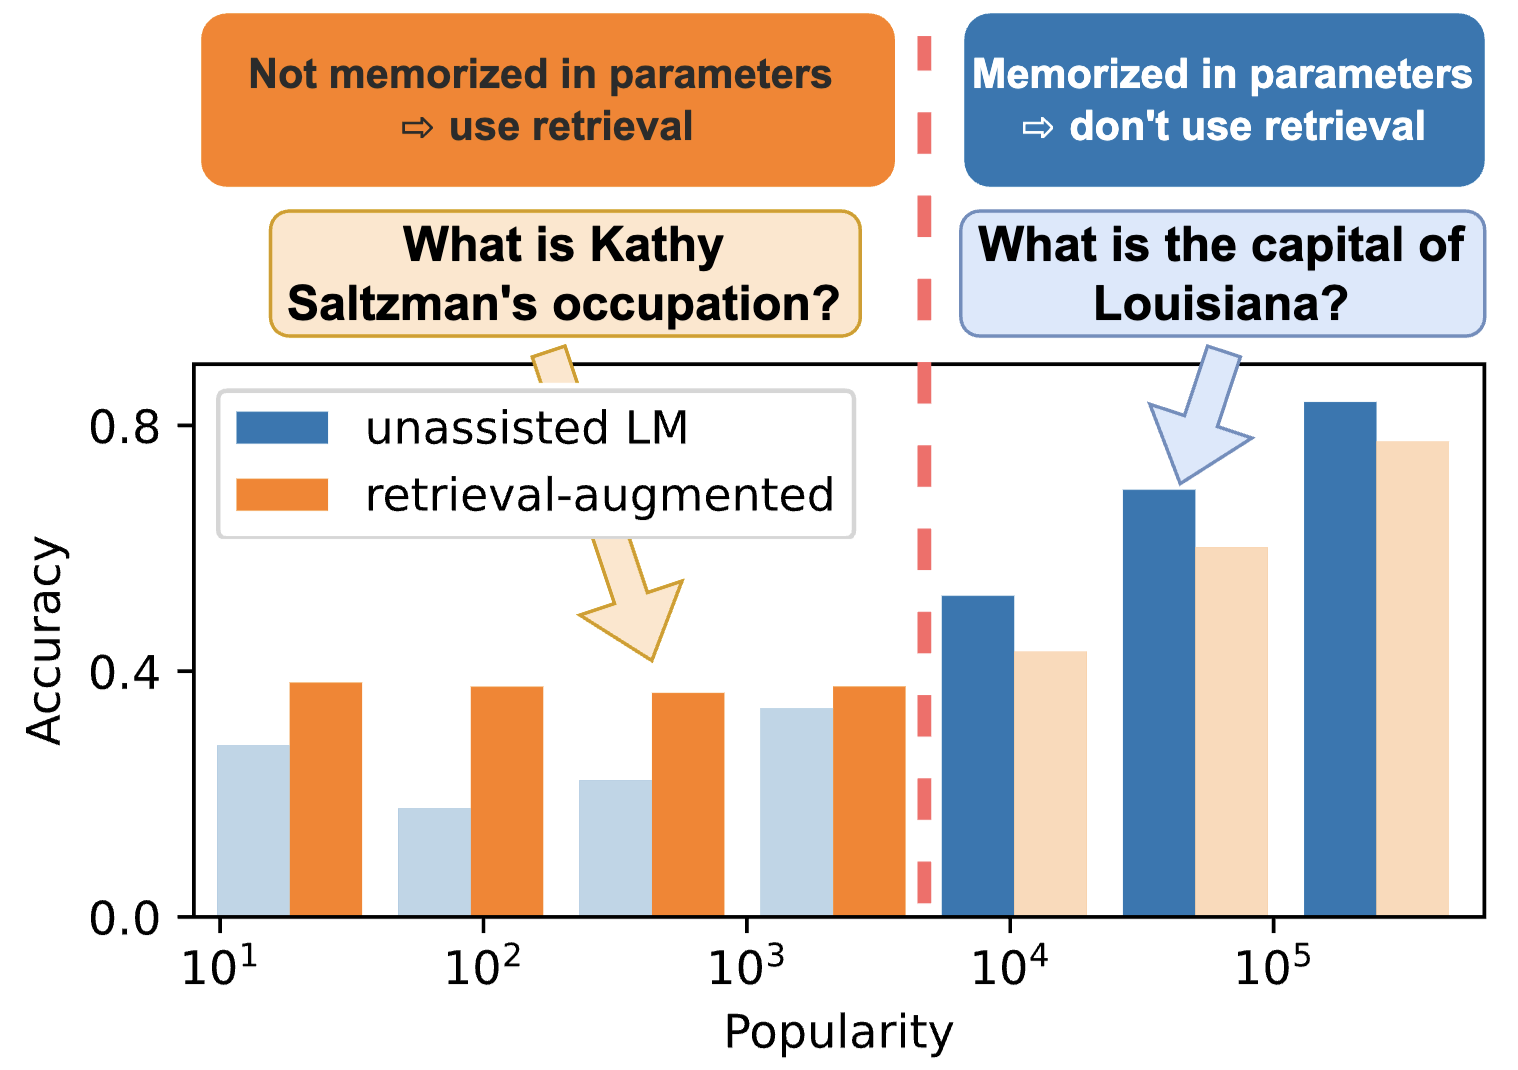 Not memorized in parameters
⇨ use retrieval
Memorized in parameters
⇨ don't use retrieval
What is Kathy
Saltzman's occupation?
What is the capital of
Louisiana?
unassisted LM
retrieval-augmented
Accuracy
0.8
0.4
0.0
10¹
10²
10³
10⁴
10⁵
Popularity